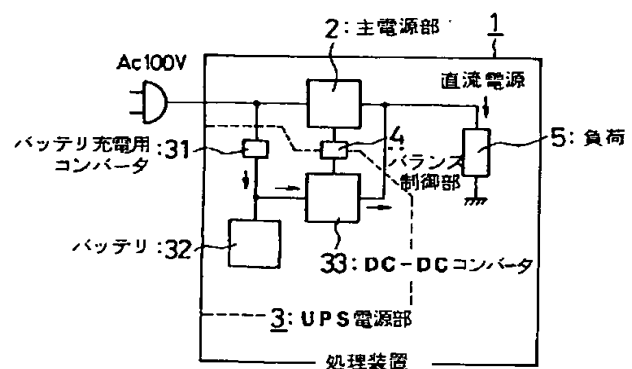 2:主電源部
1
Ac100V
直流電源
バッテリ充電用:31
コンバータ
4
バランス
制御部
5:負荷
バッテリ:32
33:DC-DCコンバータ
3:UPS電源部
処理装置